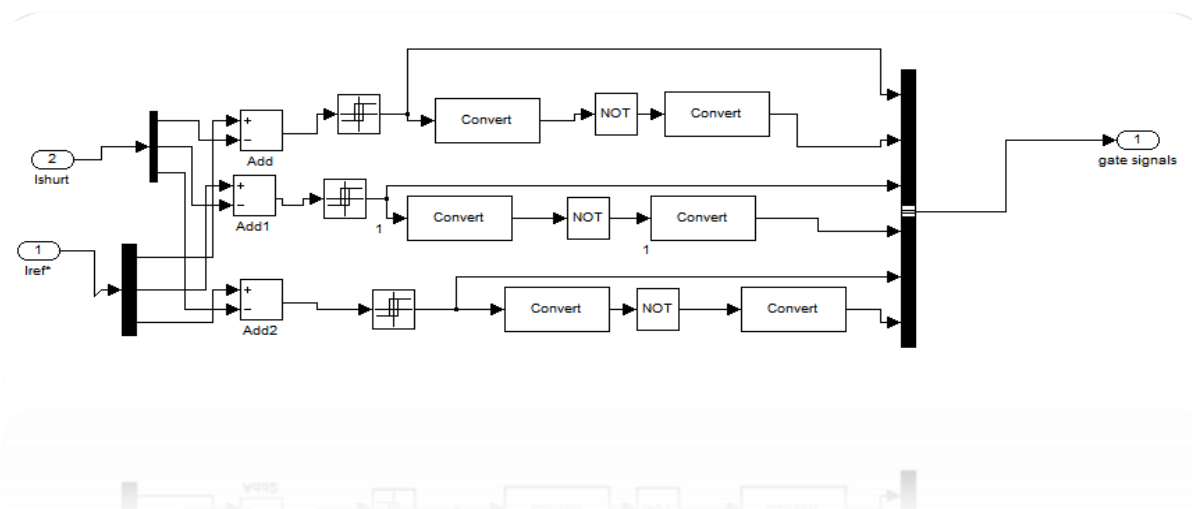 Convert
NOT
Convert
+
−
Add
2
Ishurt
1
gate signals
+
−
Add1
1
Convert
NOT
Convert
1
1
Iref*
+
−
Add2
Convert
NOT
Convert